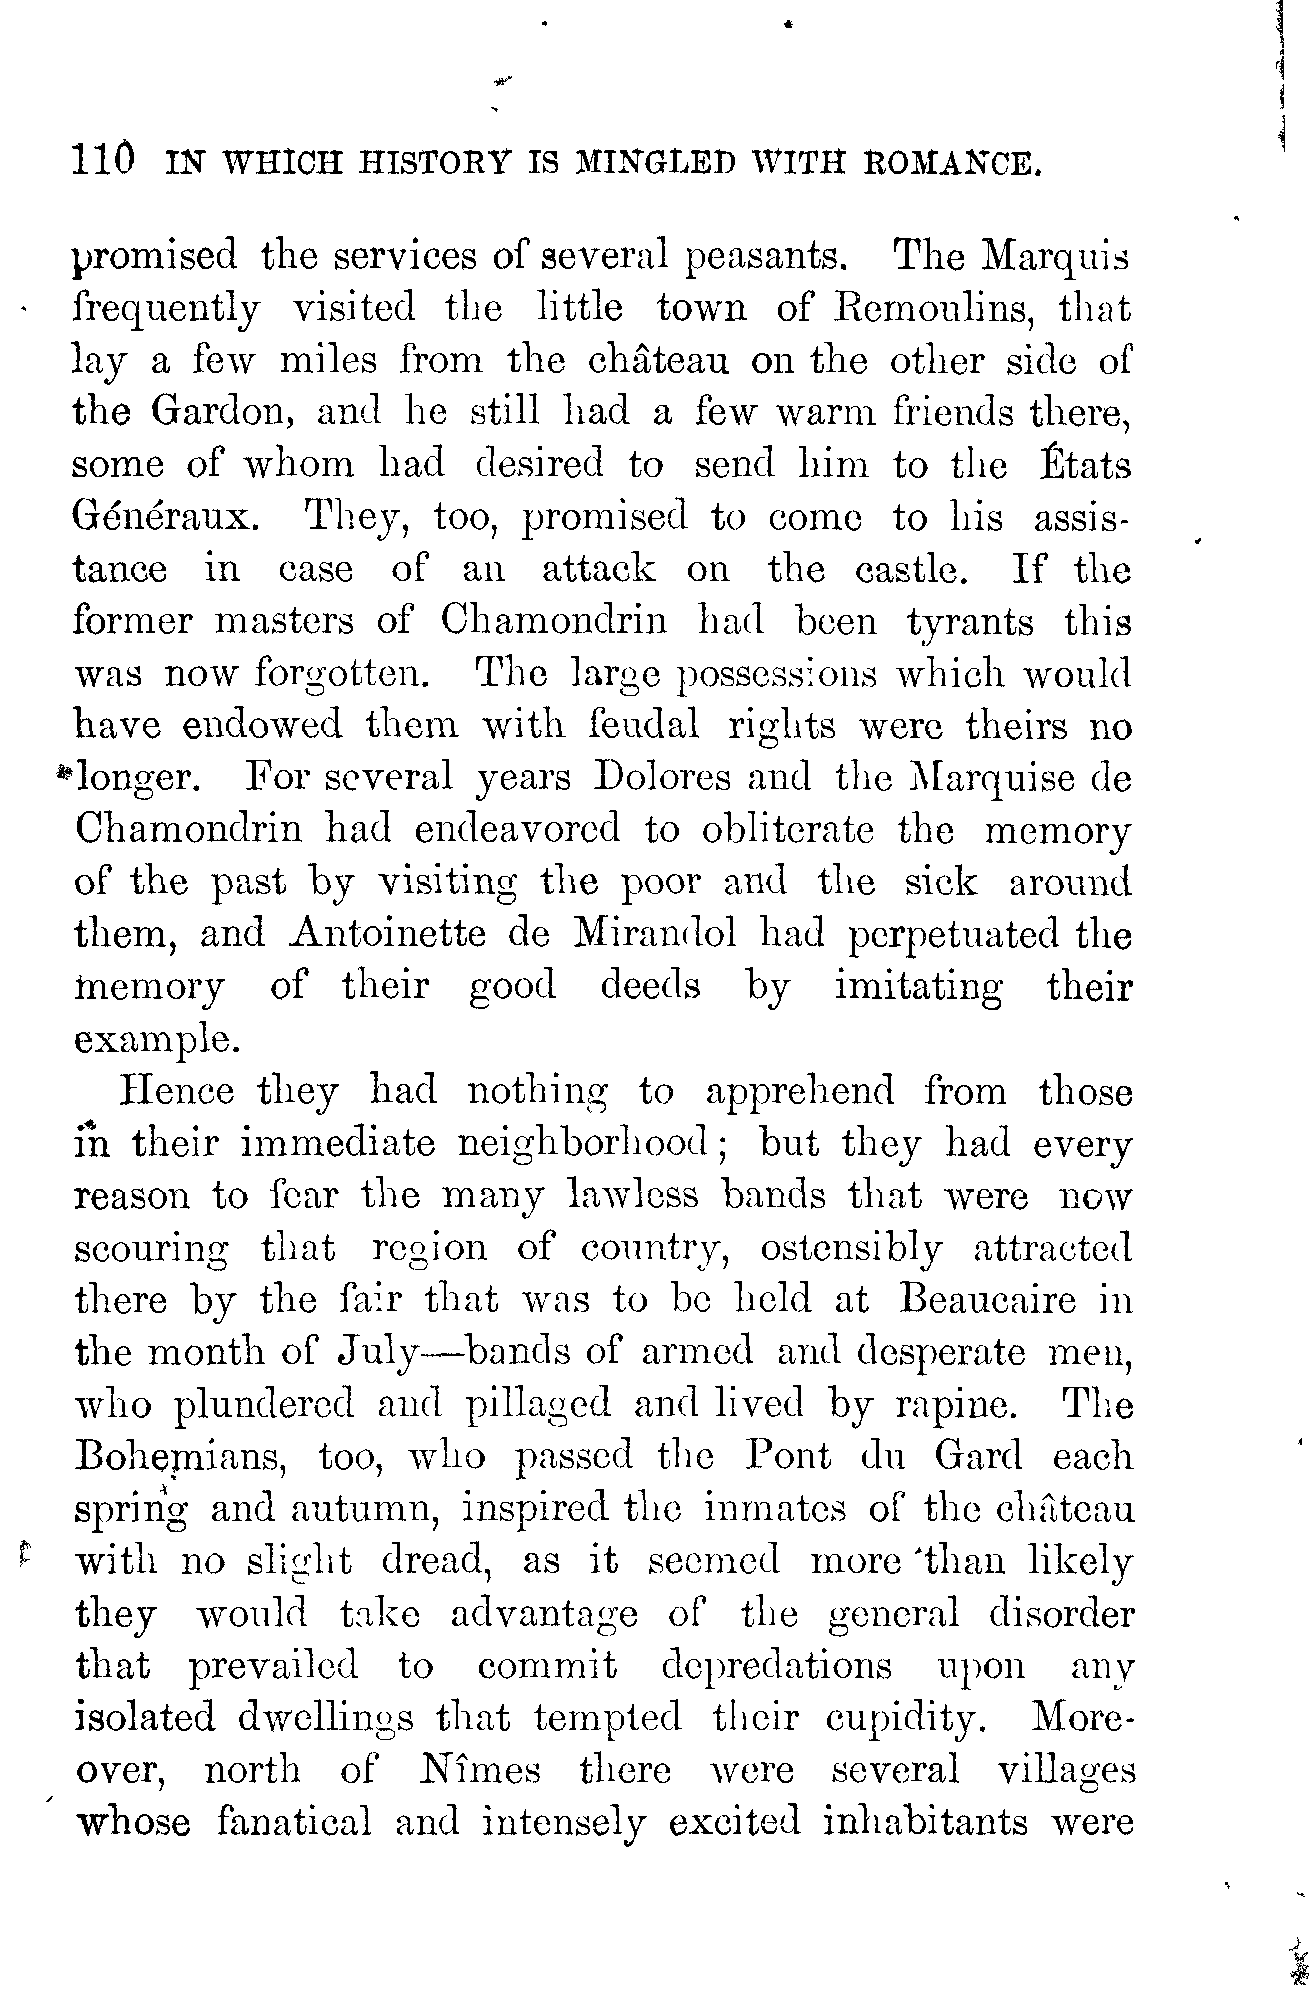 110 IN WHICH HISTORY IS MINGLED WITH ROMANCE.
promised the services of several peasants. The Marquis
frequently visited the little town of Remoulins, that
lay a few miles from the château on the other side of
the Gardon, and he still had a few warm friends there,
some of whom had desired to send him to the États
Généraux. They, too, promised to come to his assis-
tance in case of an attack on the castle. If the
former masters of Chamondrin had been tyrants this
was now forgotten. The large possessions which would
have endowed them with feudal rights were theirs no
longer. For several years Dolores and the Marquise de
Chamondrin had endeavored to obliterate the memory
of the past by visiting the poor and the sick around
them, and Antoinette de Mirandol had perpetuated the
memory of their good deeds by imitating their
example.
Hence they had nothing to apprehend from those
in their immediate neighborhood; but they had every
reason to fear the many lawless bands that were now
scouring that region of country, ostensibly attracted
there by the fair that was to be held at Beaucaire in
the month of July—bands of armed and desperate men,
who plundered and pillaged and lived by rapine. The
Bohemians, too, who passed the Pont du Gard each
spring and autumn, inspired the inmates of the château
with no slight dread, as it seemed more than likely
they would take advantage of the general disorder
that prevailed to commit depredations upon any
isolated dwellings that tempted their cupidity. More-
over, north of Nîmes there were several villages
whose fanatical and intensely excited inhabitants were